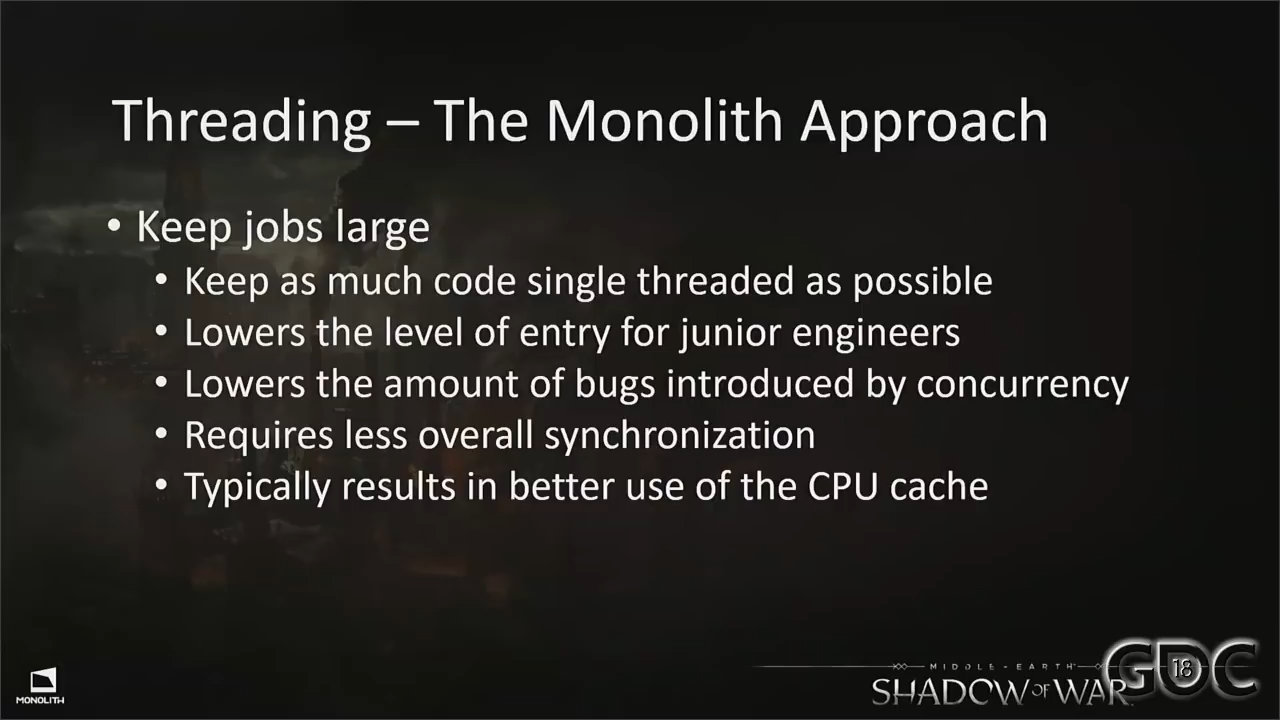 Threading – The Monolith Approach
• Keep jobs large
• Keep as much code single threaded as possible
• Lowers the level of entry for junior engineers
• Lowers the amount of bugs introduced by concurrency
• Requires less overall synchronization
• Typically results in better use of the CPU cache
MONOLITH
MIDDLE-EARTH
SHADOW OF WAR
GDC
18